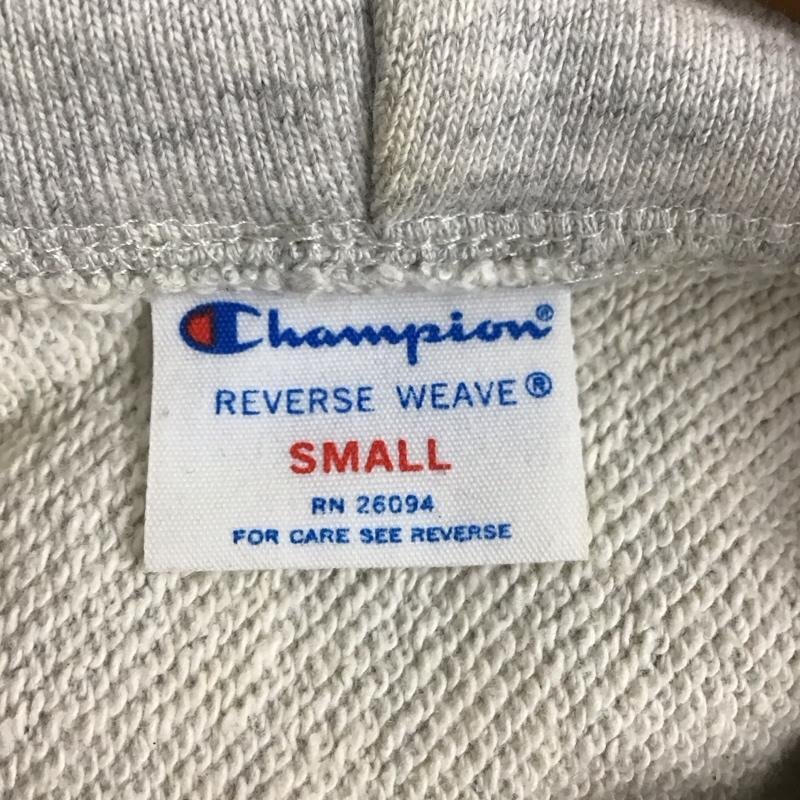 Champion®
REVERSE WEAVE®
SMALL
RN 26094
FOR CARE SEE REVERSE